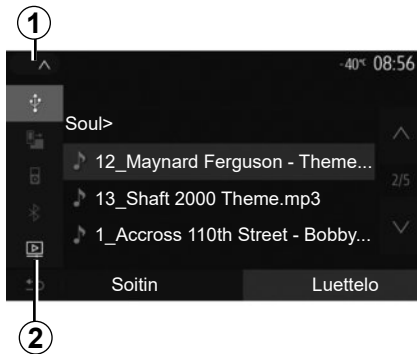 1
-40°C 08:56
Soul>
12_Maynard Ferguson - Theme...
13_Shaft 2000 Theme.mp3
2/5
1_Accross 110th Street - Bobby...
Soitin Luettelo
2